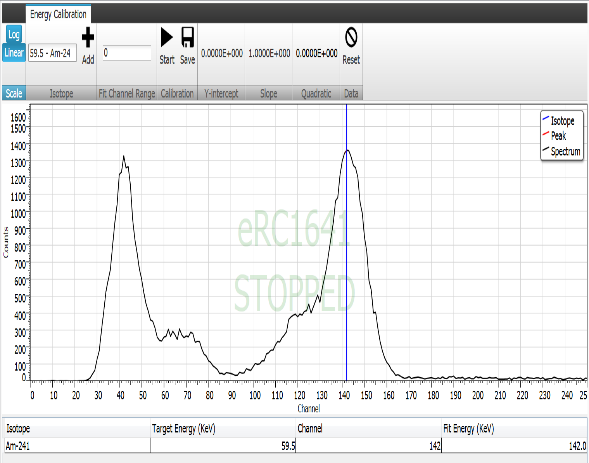 Energy Calibration
Log
Linear
59.5 - Am-24
Add
0
Start Save
0.0000E+000 1.0000E+000 0.0000E+000
Reset
Scale Isotope Fit Channel Range Calibration Y-Intercept Slope Quadratic Data
Isotope
Peak
Spectrum
1500
1500
1400
1300
1200
1100
1000
900
800
700
600
500
400
300
200
100
0
Counts
eRC1641
STOPPED
0 10 20 30 40 50 60 70 80 90 100 110 120 130 140 150 160 170 180 190 200 210 220 230 240 25
Channel
Isotope Target Energy (KeV) Channel Fit Energy (KeV)
Am-241 59.5 142 142.0